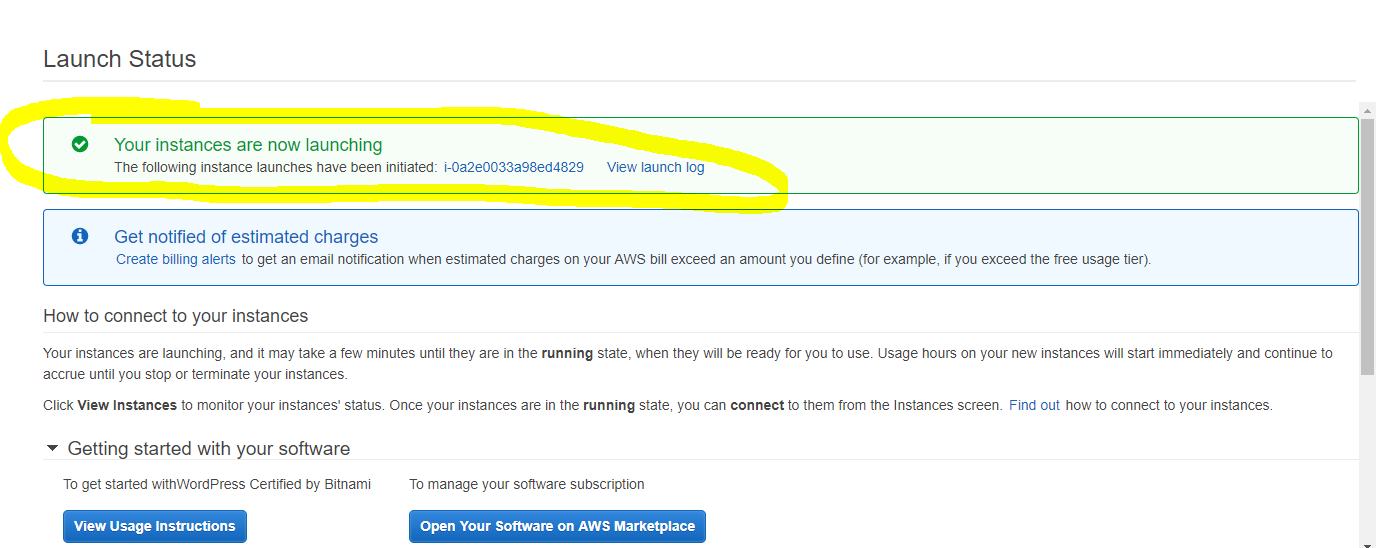 Launch Status
Your instances are now launching
The following instance launches have been initiated: i-0a2e0033a98ed4829 View launch log
Get notified of estimated charges
Create billing alerts to get an email notification when estimated charges on your AWS bill exceed an amount you define (for example, if you exceed the free usage tier).
How to connect to your instances
Your instances are launching, and it may take a few minutes until they are in the running state, when they will be ready for you to use. Usage hours on your new instances will start immediately and continue to
accrue until you stop or terminate your instances.
Click View Instances to monitor your instances' status. Once your instances are in the running state, you can connect to them from the Instances screen. Find out how to connect to your instances.
Getting started with your software
To get started withWordPress Certified by Bitnami To manage your software subscription
View Usage Instructions Open Your Software on AWS Marketplace